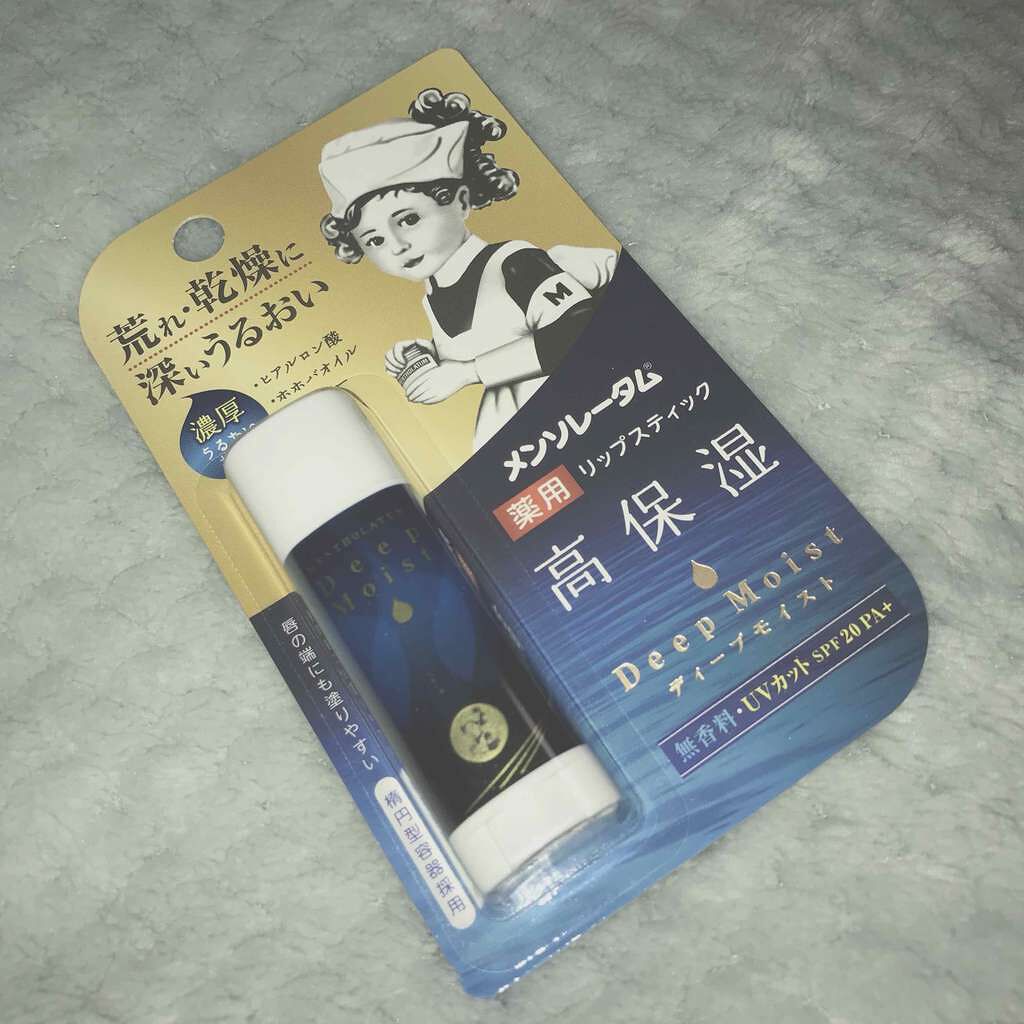 荒れ・乾燥に
深いうるおい
・ヒアルロン酸
・ホホバオイル
濃厚
メンソレータム®
薬用 リップスティック
高保湿
Deep Moist
ディープモイスト
無香料・UVカット SPF20 PA+
M
MENTHOLATUM
Deep
Moist
唇の端にも塗りやすい
楕円型容器採用